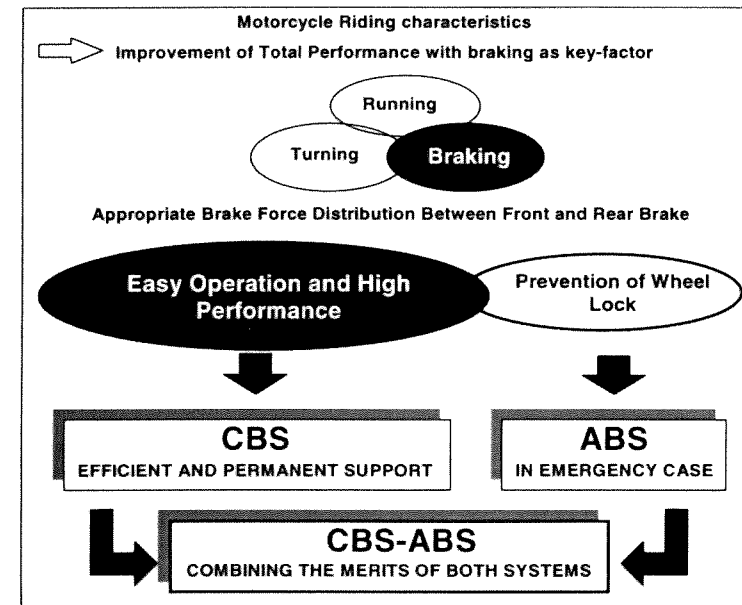 Motorcycle Riding characteristics
Improvement of Total Performance with braking as key-factor
Running
Turning
Braking
Appropriate Brake Force Distribution Between Front and Rear Brake
Easy Operation and High
Performance
Prevention of Wheel
Lock
CBS
EFFICIENT AND PERMANENT SUPPORT
ABS
IN EMERGENCY CASE
CBS-ABS
COMBINING THE MERITS OF BOTH SYSTEMS